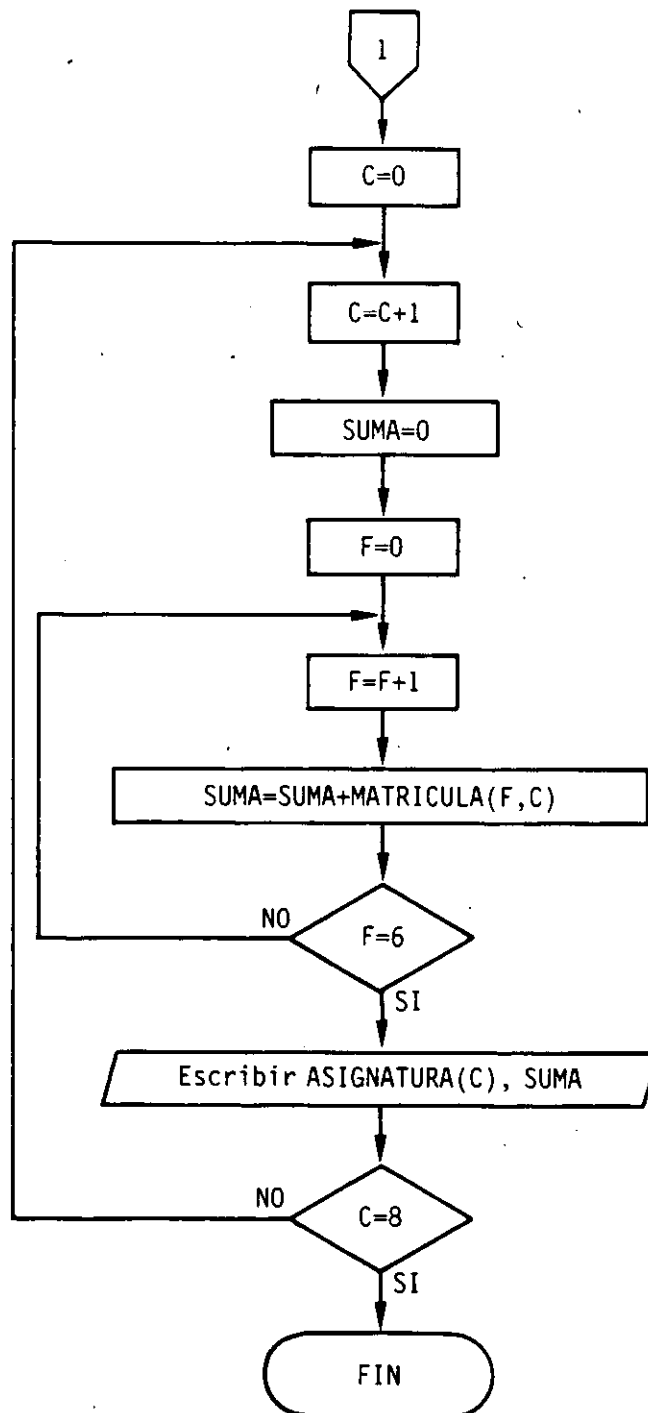 1
C=0
C=C+1
SUMA=0
F=0
F=F+1
SUMA=SUMA+MATRICULA(F,C)
NO
F=6
SI
Escribir ASIGNATURA(C), SUMA
NO
C=8
SI
FIN